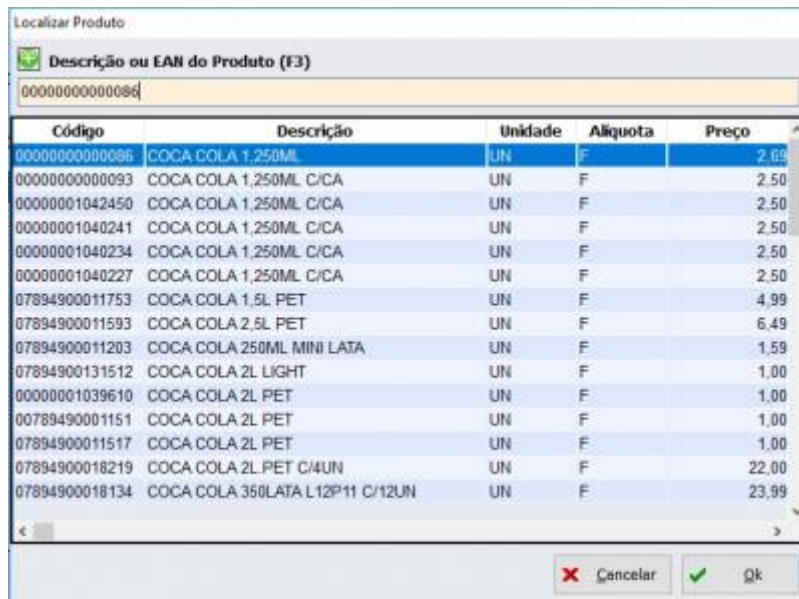 Localizar Produto
Descrição ou EAN do Produto (F3)
00000000000086
Código Descrição Unidade Alíquota Preço
00000000000086 COCA COLA 1,250ML UN F 2,69
00000000000093 COCA COLA 1,250ML C/CA UN F 2,50
00000001042450 COCA COLA 1,250ML C/CA UN F 2,50
00000001040241 COCA COLA 1,250ML C/CA UN F 2,50
00000001040234 COCA COLA 1,250ML C/CA UN F 2,50
00000001040227 COCA COLA 1,250ML C/CA UN F 2,50
07894900011753 COCA COLA 1,5L PET UN F 4,99
07894900011593 COCA COLA 2,5L PET UN F 6,49
07894900011203 COCA COLA 250ML MINI LATA UN F 1,59
07894900131512 COCA COLA 2L LIGHT UN F 1,00
00000001039610 COCA COLA 2L PET UN F 1,00
00789490001151 COCA COLA 2L PET UN F 1,00
07894900011517 COCA COLA 2L PET UN F 1,00
07894900018219 COCA COLA 2L PET C/4UN UN F 22,00
07894900018134 COCA COLA 350LATA L12P11 C/12UN UN F 23,99
Cancelar Ok